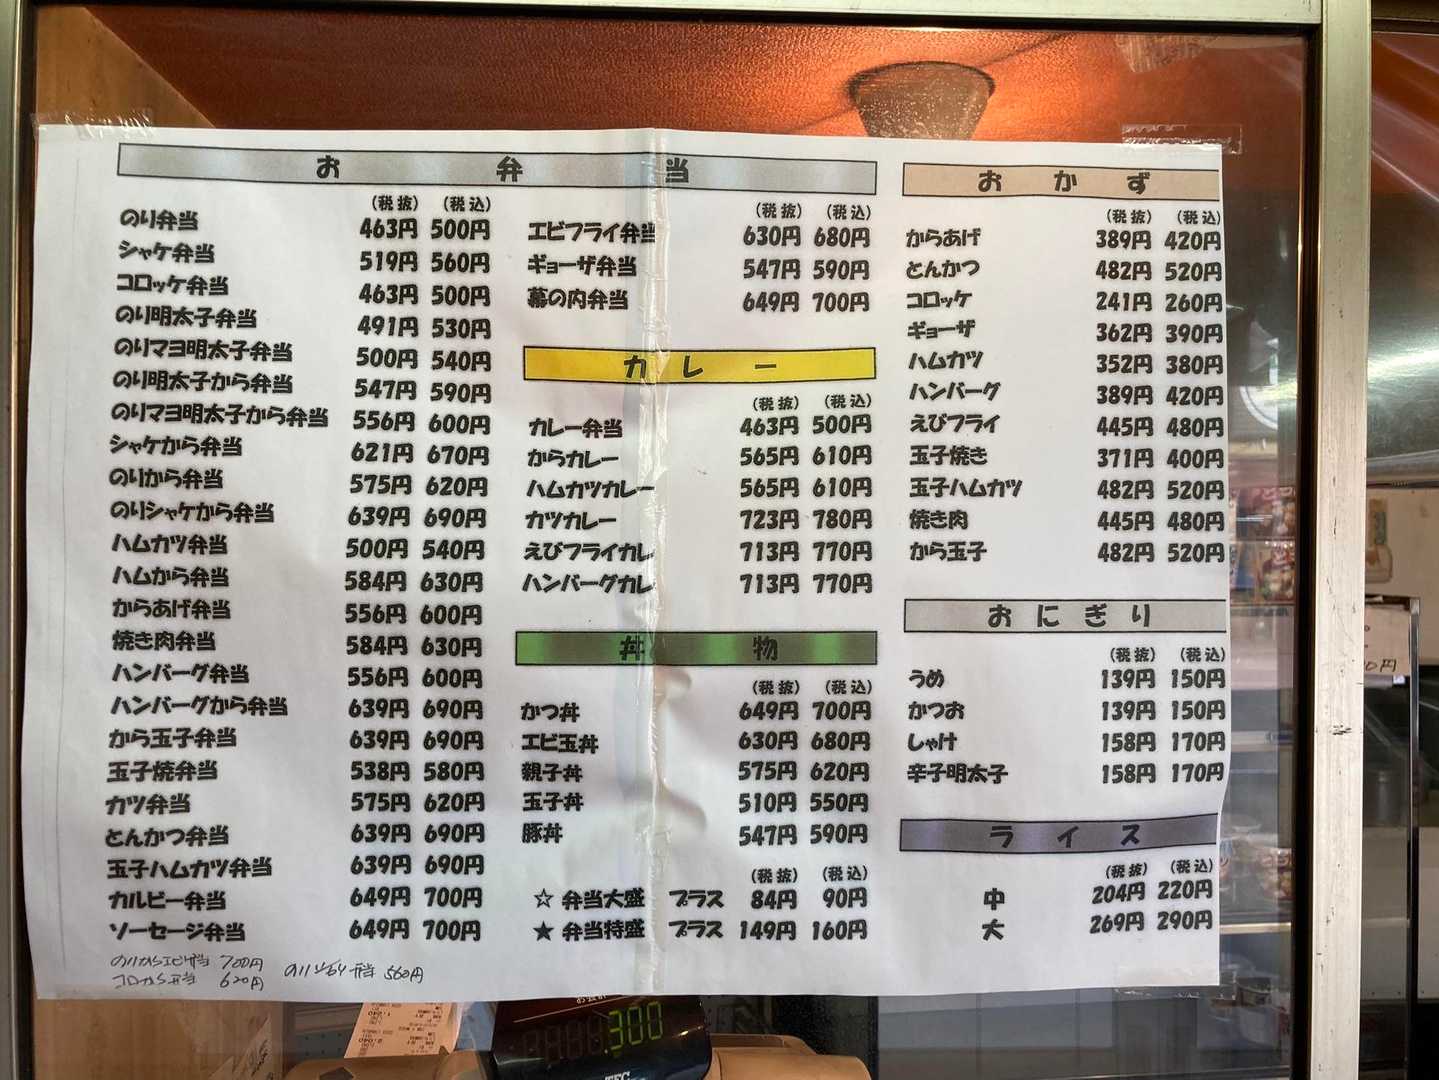 お弁当
(税抜) (税込)
のり弁当 463円 500円
シャケ弁当 519円 560円
コロッケ弁当 463円 500円
のり明太子弁当 491円 530円
のりマヨ明太子弁当 500円 540円
のり明太子から弁当 547円 590円
のりマヨ明太子から弁当 556円 600円
シャケから弁当 621円 670円
のりから弁当 575円 620円
のりシャケから弁当 639円 690円
ハムカツ弁当 500円 540円
ハムから弁当 584円 630円
からあげ弁当 556円 600円
焼き肉弁当 584円 630円
ハンバーグ弁当 556円 600円
ハンバーグから弁当 639円 690円
から玉子弁当 639円 690円
玉子焼弁当 538円 580円
カツ弁当 575円 620円
とんかつ弁当 639円 690円
玉子ハムカツ弁当 639円 690円
カルビー弁当 649円 700円
ソーセージ弁当 649円 700円
のりからエビ弁当 700円
コロから弁当 620円
弁当 560円
(税抜) (税込)
エビフライ弁当 630円 680円
ギョーザ弁当 547円 590円
幕の内弁当 649円 700円
カレー
(税抜) (税込)
カレー弁当 463円 500円
からカレー 565円 610円
ハムカツカレー 565円 610円
カツカレー 723円 780円
えびフライカレ 713円 770円
ハンバーグカレ 713円 770円
丼物
(税抜) (税込)
かつ丼 649円 700円
エビ玉丼 630円 680円
親子丼 575円 620円
玉子丼 510円 550円
豚丼 547円 590円
(税抜) (税込)
☆ 弁当大盛 プラス 84円 90円
★ 弁当特盛 プラス 149円 160円
おかず
(税抜) (税込)
からあげ 389円 420円
とんかつ 482円 520円
コロッケ 241円 260円
ギョーザ 362円 390円
ハムカツ 352円 380円
ハンバーグ 389円 420円
えびフライ 445円 480円
玉子焼き 371円 400円
玉子ハムカツ 482円 520円
焼き肉 445円 480円
から玉子 482円 520円
おにぎり
(税抜) (税込)
うめ 139円 150円
かつお 139円 150円
しゃけ 158円 170円
辛子明太子 158円 170円
ライス
(税抜) (税込)
中 204円 220円
大 269円 290円
300
TEC